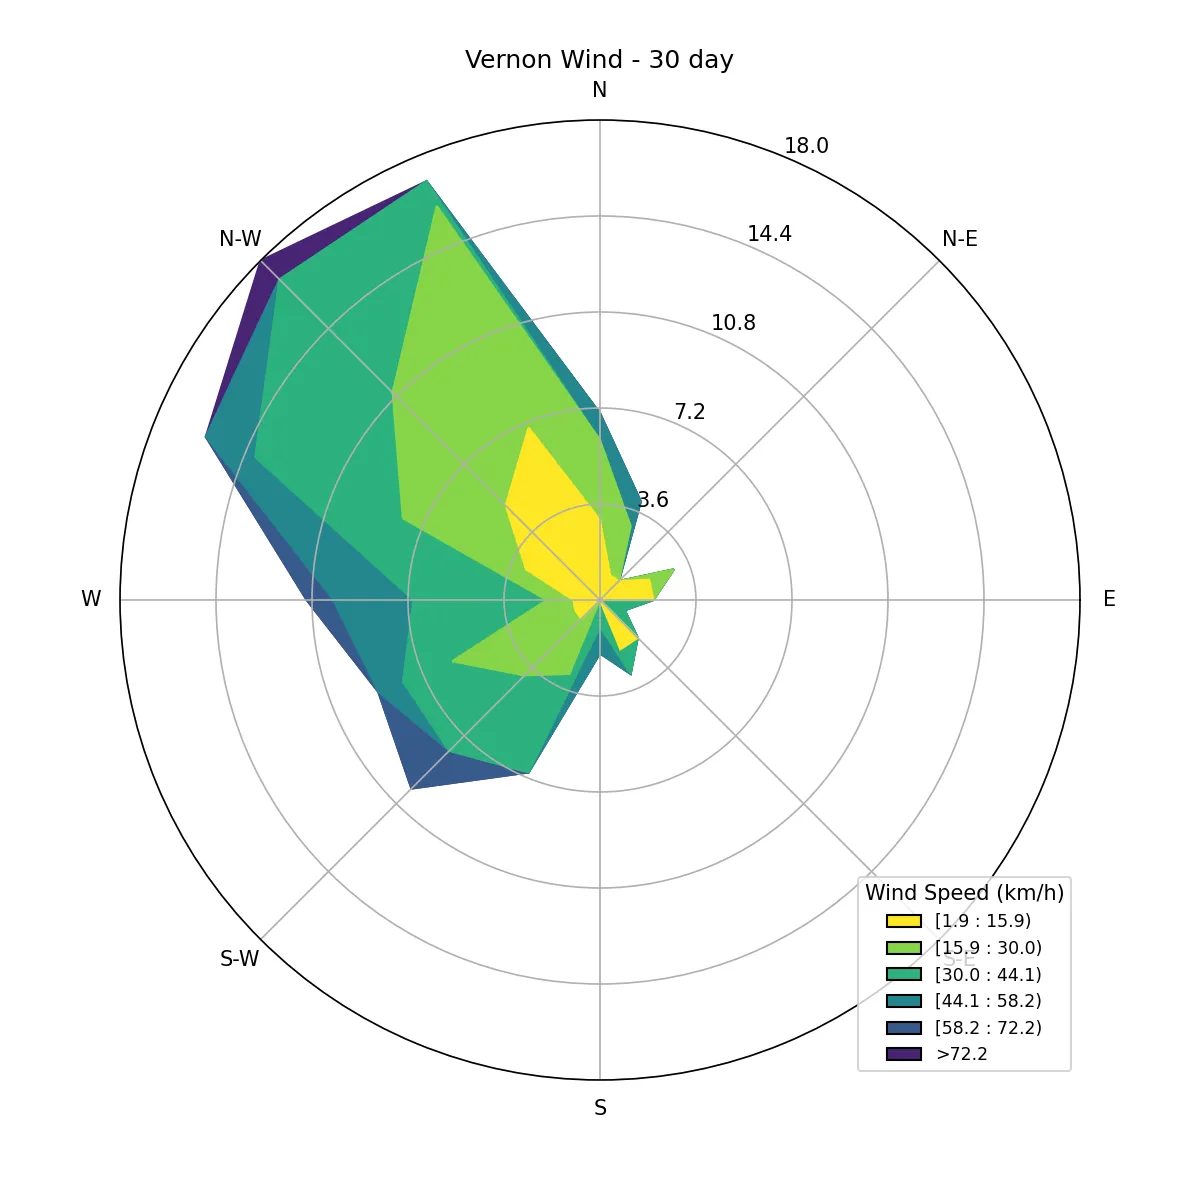 Vernon Wind - 30 day
N
18.0
N-W
14.4
N-E
10.8
7.2
3.6
W
E
Wind Speed (km/h)
[1.9 : 15.9)
[15.9 : 30.0)
S-W
S-E
[30.0 : 44.1)
[44.1 : 58.2)
[58.2 : 72.2)
>72.2
S